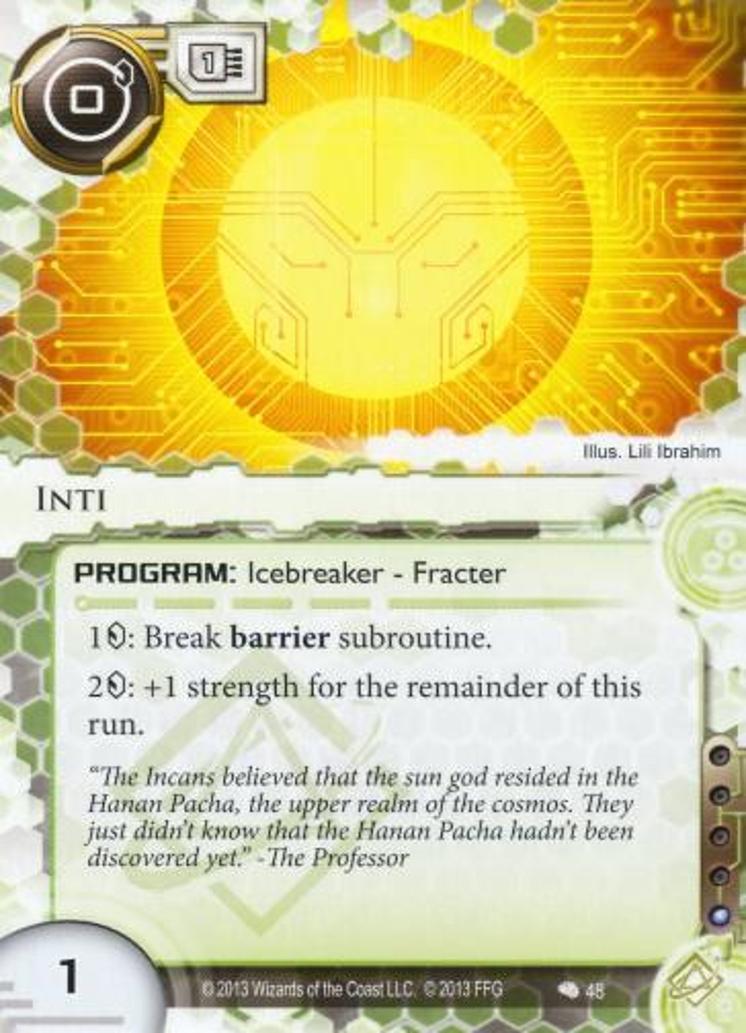 1
Illus. Lili Ibrahim
INTI
PROGRAM: Icebreaker - Fracter
1: Break barrier subroutine.
2: +1 strength for the remainder of this
run.
“The Incans believed that the sun god resided in the
Hanan Pacha, the upper realm of the cosmos. They
just didn’t know that the Hanan Pacha hadn’t been
discovered yet.” -The Professor
1
© 2013 Wizards of the Coast LLC. © 2013 FFG 48